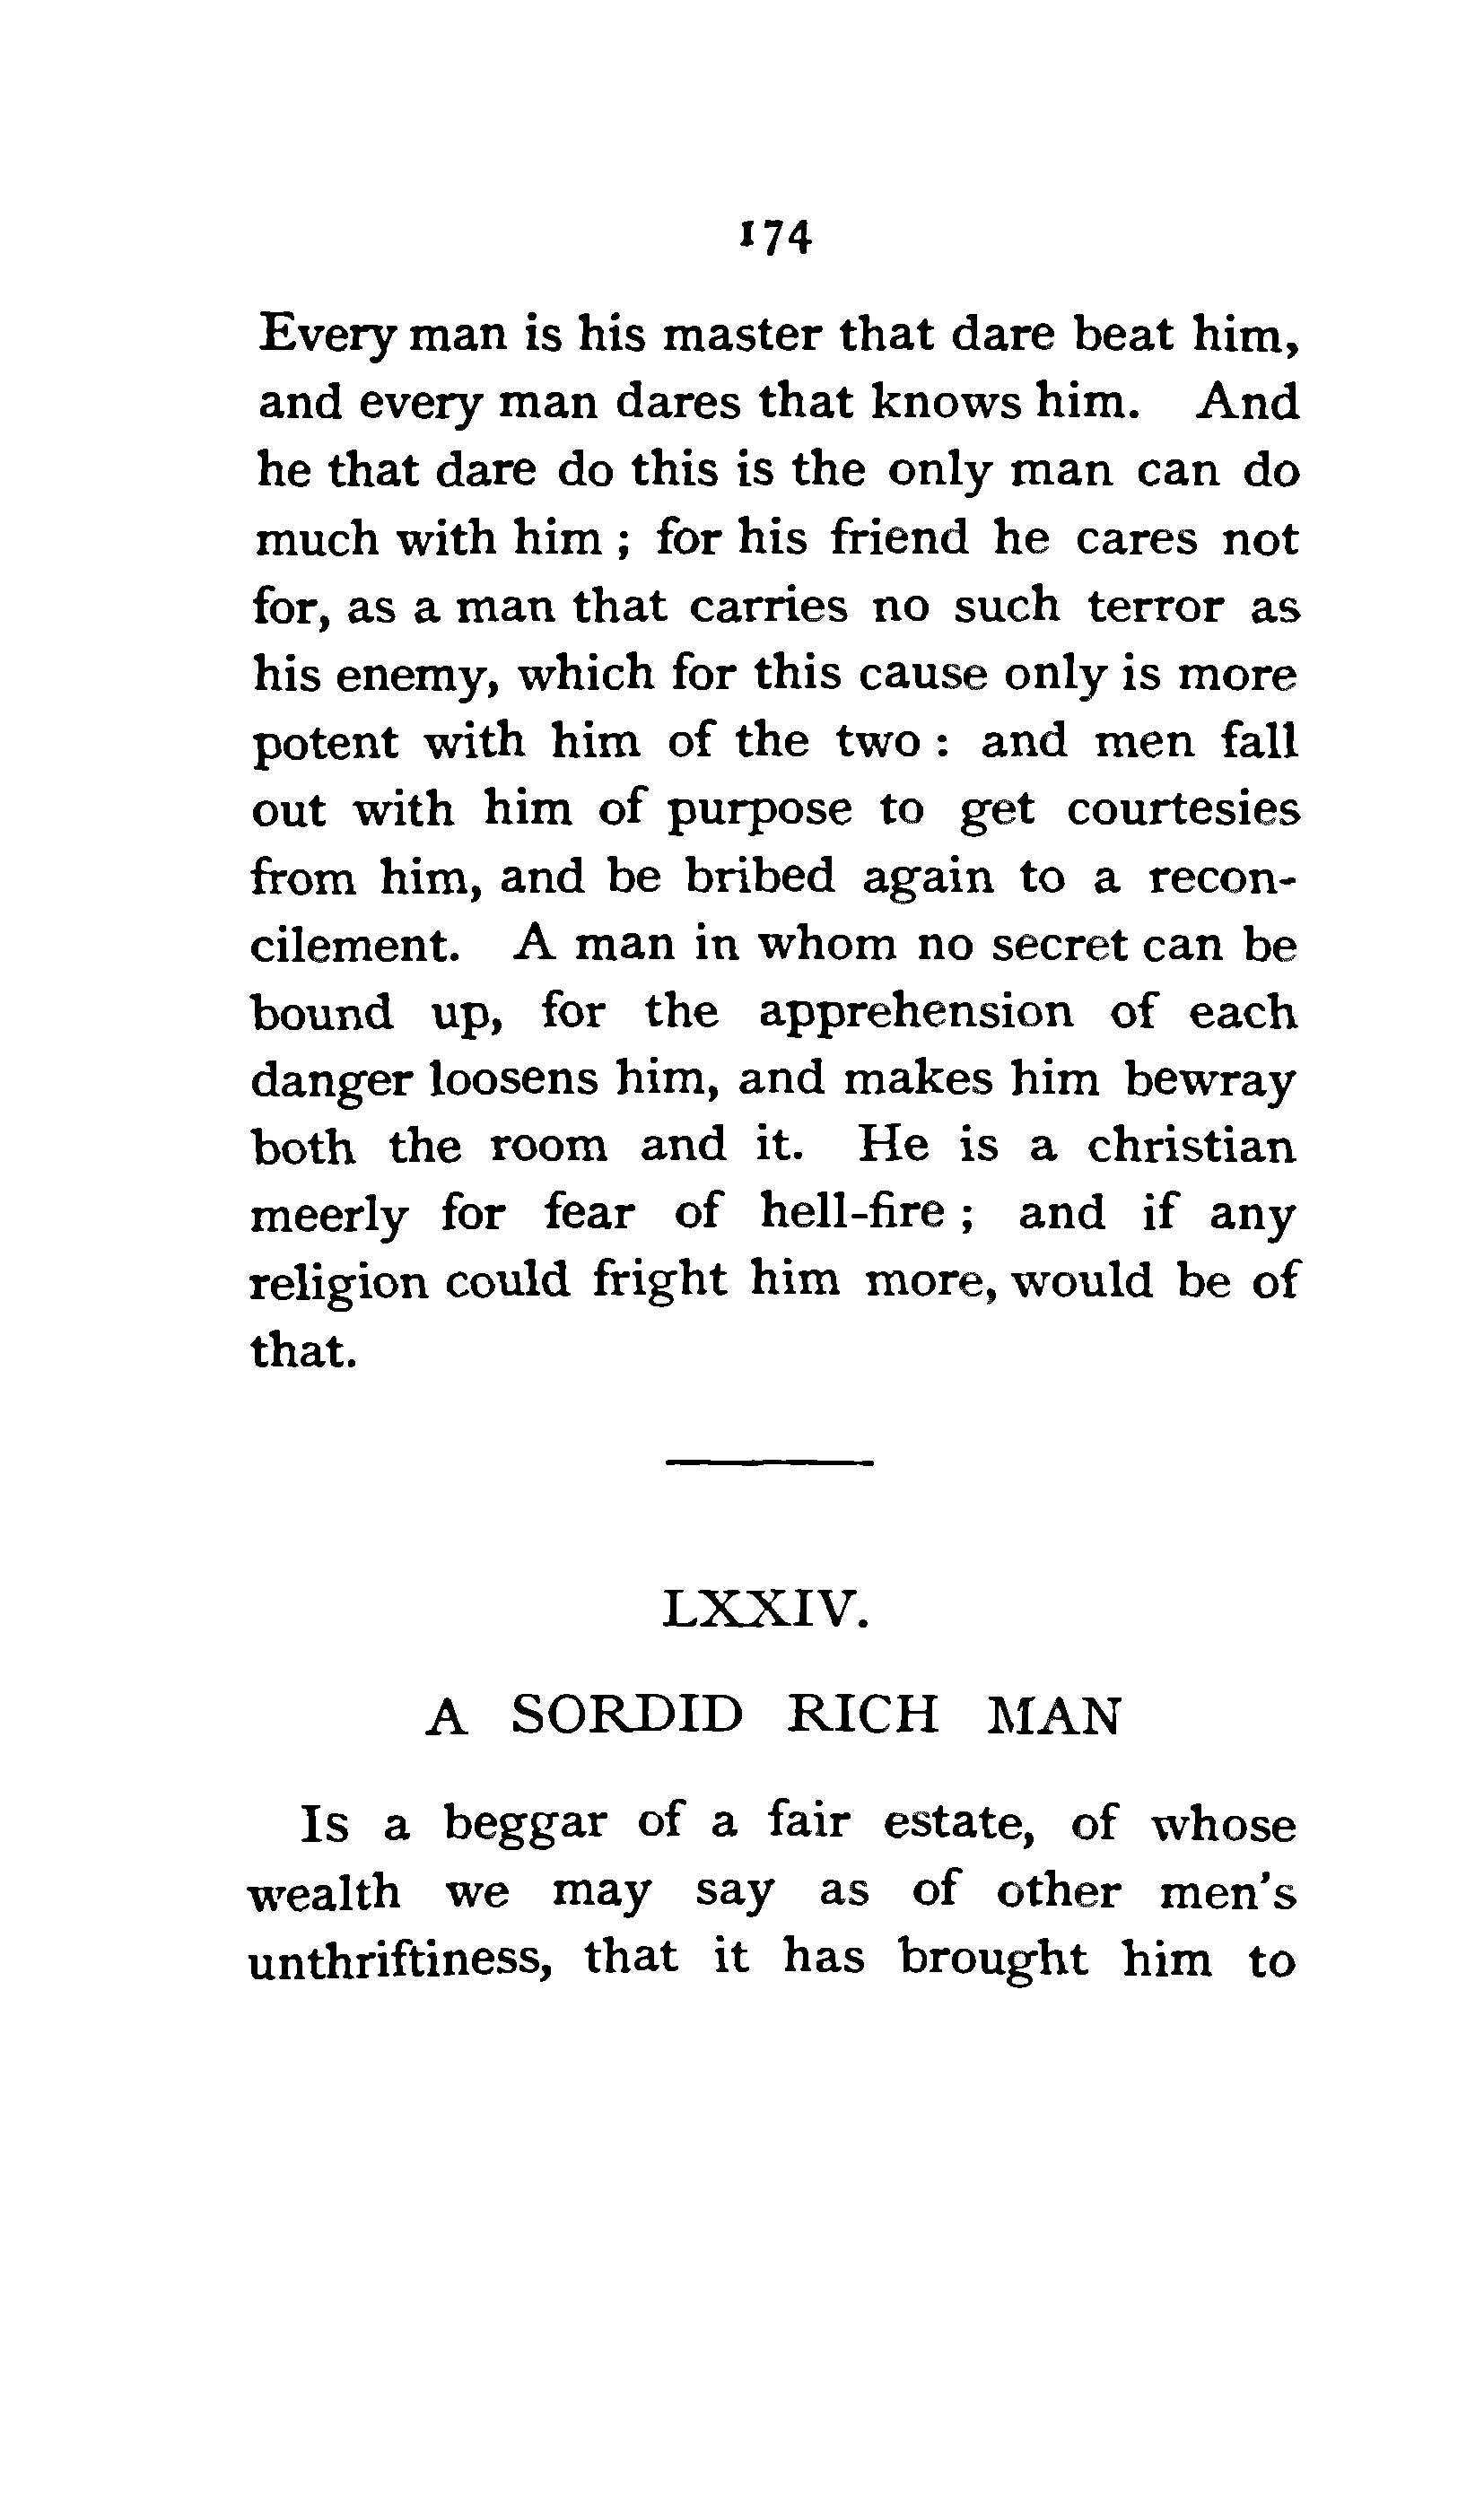 174
Every man is his master that dare beat him,
and every man dares that knows him. And
he that dare do this is the only man can do
much with him ; for his friend he cares not
for, as a man that carries no such terror as
his enemy, which for this cause only is more
potent with him of the two : and men fall
out with him of purpose to get courtesies
from him, and be bribed again to a recon-
cilement. A man in whom no secret can be
bound up, for the apprehension of each
danger loosens him, and makes him bewray
both the room and it. He is a christian
meerly for fear of hell-fire ; and if any
religion could fright him more, would be of
that.
LXXIV.
A SORDID RICH MAN
Is a beggar of a fair estate, of whose
wealth we may say as of other men's
unthriftiness, that it has brought him to